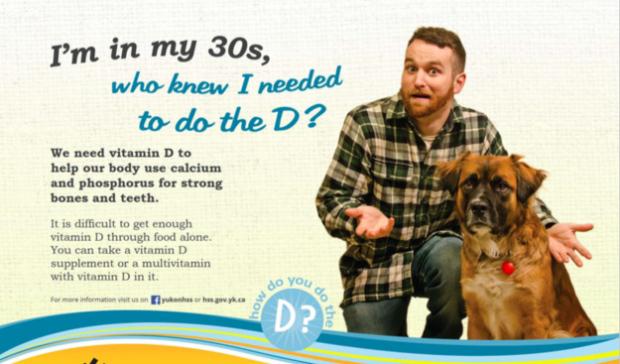 I'm in my 30s,
who knew I needed
to do the D?
We need vitamin D to
help our body use calcium
and phosphorus for strong
bones and teeth.
It is difficult to get enough
vitamin D through food alone.
You can take a vitamin D
supplement or a multivitamin
with vitamin D in it.
For more information visit us on f yukonhss or hss.gov.yk.ca
how do you do the
D?